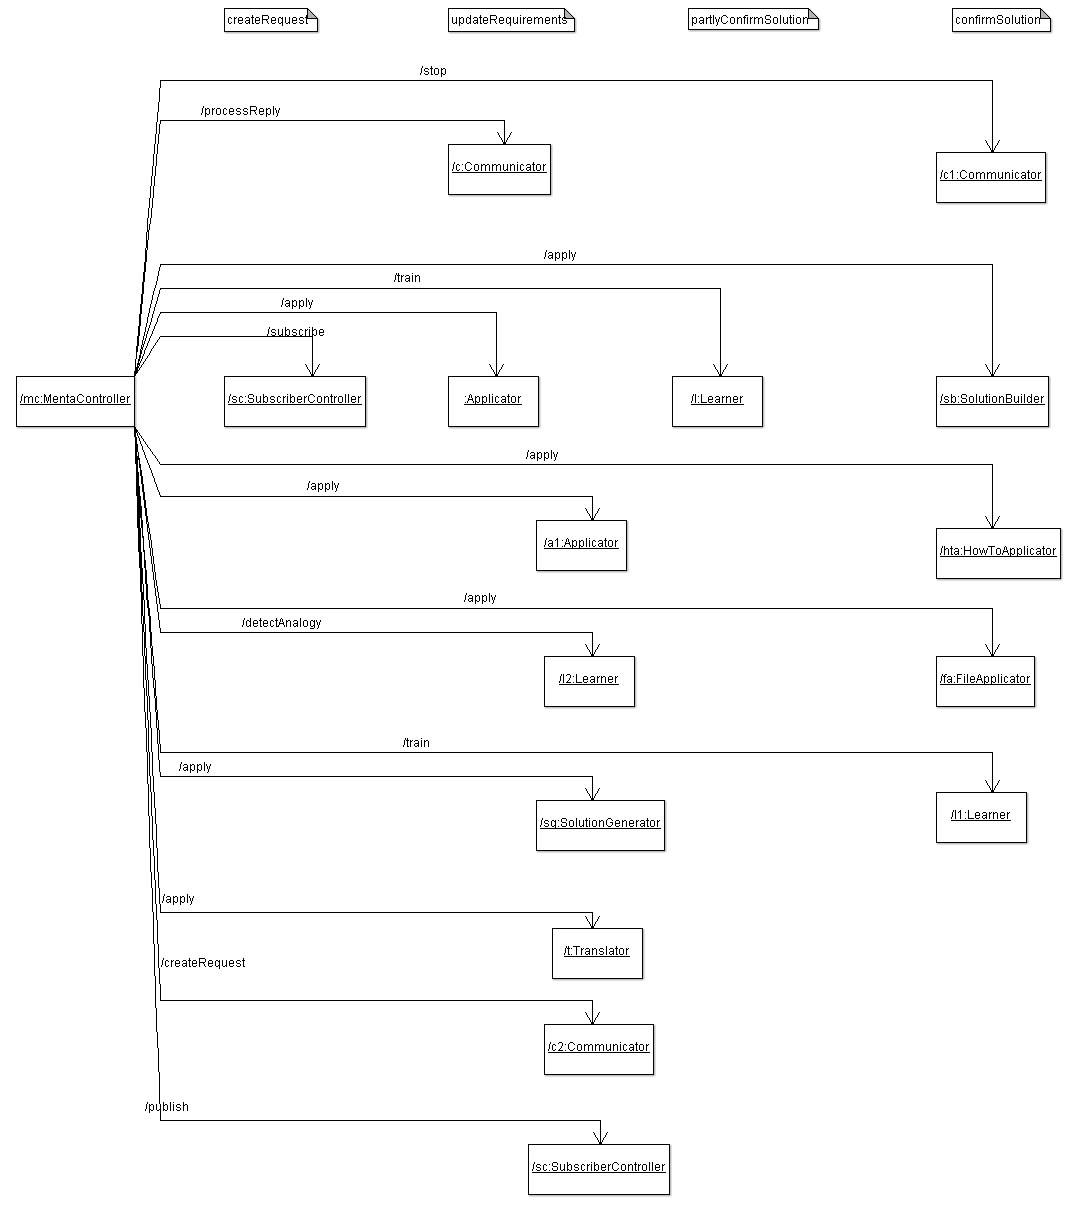 createRequest
updateRequirements
partlyConfirmSolution
confirmSolution
/stop
/processReply
/c:Communicator
/c1:Communicator
/apply
/train
/apply
/subscribe
/mc:MentaController
/sc:SubscriberController
:Applicator
/l:Learner
/sb:SolutionBuilder
/apply
/apply
/a1:Applicator
/hta:HowToApplicator
/apply
/detectAnalogy
/l2:Learner
/fa:FileApplicator
/train
/apply
/l1:Learner
/sg:SolutionGenerator
/apply
/t:Translator
/createRequest
/c2:Communicator
/publish
/sc:SubscriberController